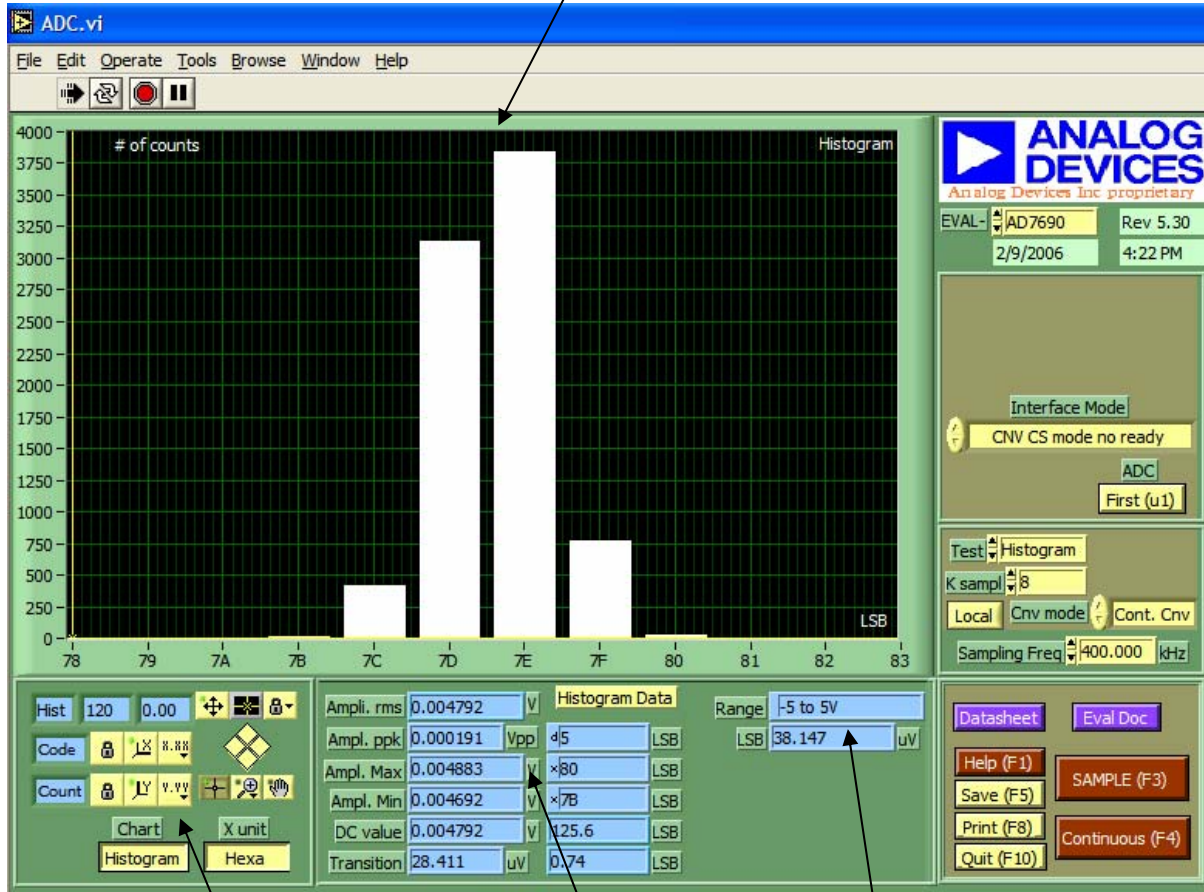 ADC.vi
File Edit Operate Tools Browse Window Help
# of counts
Histogram
4000
3750
3500
3250
3000
2750
2500
2250
2000
1750
1500
1250
1000
750
500
250
0
LSB
78 79 7A 7B 7C 7D 7E 7F 80 81 82 83
ANALOG
DEVICES
Analog Devices Inc proprietary
EVAL- AD7690 Rev 5.30
2/9/2006 4:22 PM
Interface Mode
CNV CS mode no ready
ADC
First (u1)
Test Histogram
K sampl 8
Local Cnv mode Cont. Cnv
Sampling Freq 400.000 kHz
Hist 120 0.00
Code X.XX
Count Y.YY
Chart X unit
Histogram Hexa
Histogram Data
Ampli. rms 0.004792 V
Ampl. ppk 0.000191 Vpp d 5 LSB
Ampl. Max 0.004883 V x 80 LSB
Ampl. Min 0.004692 V x 7B LSB
DC value 0.004792 V 125.6 LSB
Transition 28.411 uV 0.74 LSB
Range -5 to 5V
LSB 38.147 uV
Datasheet Eval Doc
Help (F1)
Save (F5)
Print (F8)
Quit (F10)
SAMPLE (F3)
Continuous (F4)